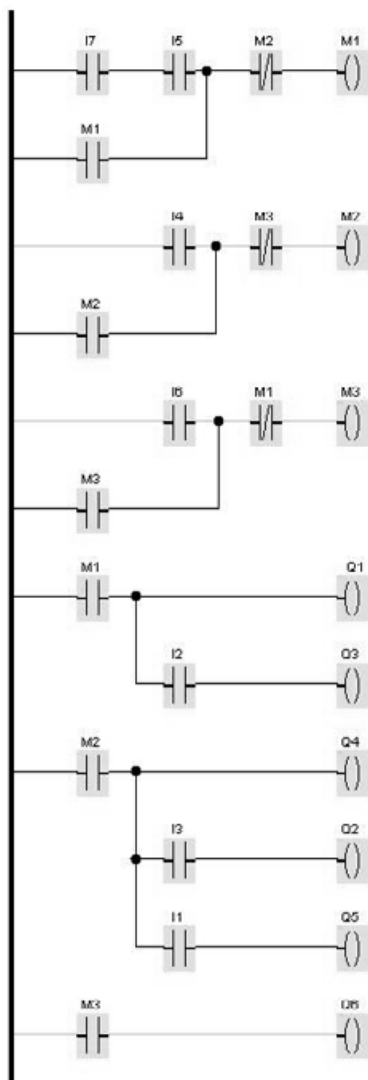 I7 I5 M2 M1
M1
I4 M3 M2
M2
I6 M1 M3
M3
M1 Q1
I2 Q3
M2 Q4
I3 Q2
I1 Q5
M3 Q6